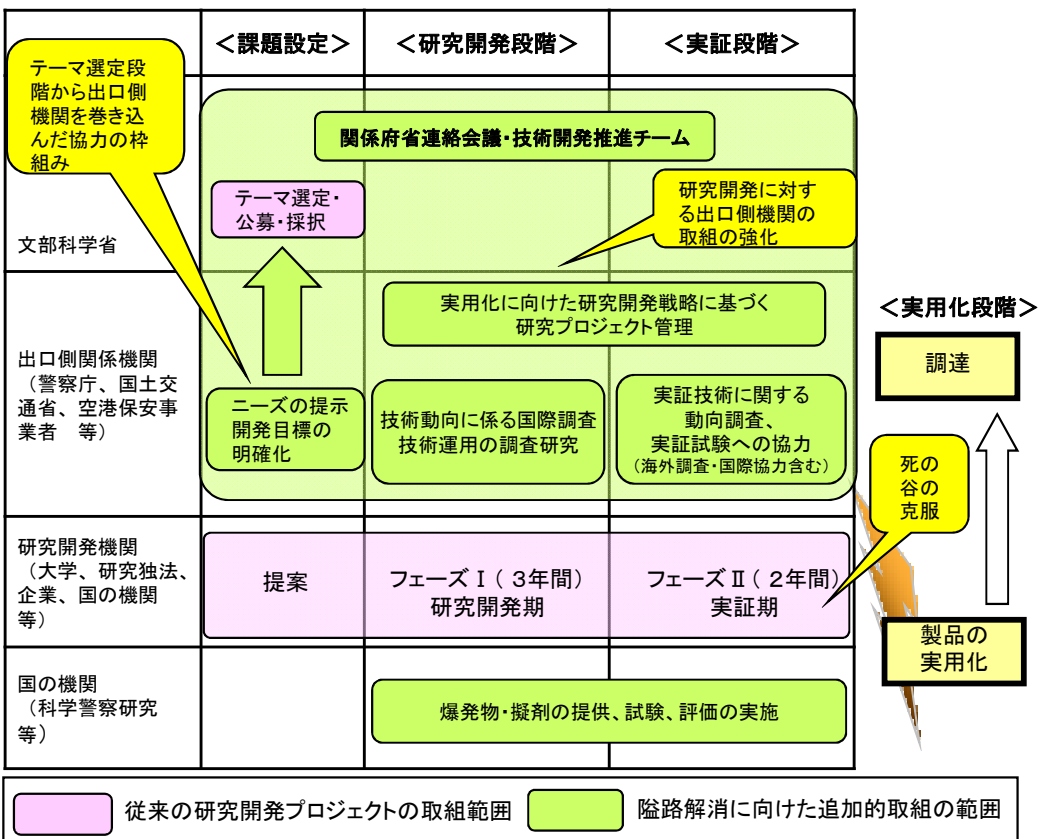 ＜課題設定＞
＜研究開発段階＞
＜実証段階＞
テーマ選定段
階から出口側
機関を巻き込
んだ協力の枠
組み
関係府省連絡会議・技術開発推進チーム
テーマ選定・
公募・採択
研究開発に対す
る出口側機関の
取組の強化
文部科学省
実用化に向けた研究開発戦略に基づく
研究プロジェクト管理
＜実用化段階＞
調達
出口側関係機関
（警察庁、国土交
通省、空港保安事
業者　等）
ニーズの提示
開発目標の
明確化
技術動向に係る国際調査
技術運用の調査研究
実証技術に関する
動向調査、
実証試験への協力
（海外調査・国際協力含む）
死の
谷の
克服
研究開発機関
（大学、研究独法、
企業、国の機関
等）
提案
フェーズⅠ（３年間）
研究開発期
フェーズⅡ（２年間）
実証期
製品の
実用化
国の機関
（科学警察研究
等）
爆発物・擬剤の提供、試験、評価の実施
従来の研究開発プロジェクトの取組範囲
隘路解消に向けた追加的取組の範囲